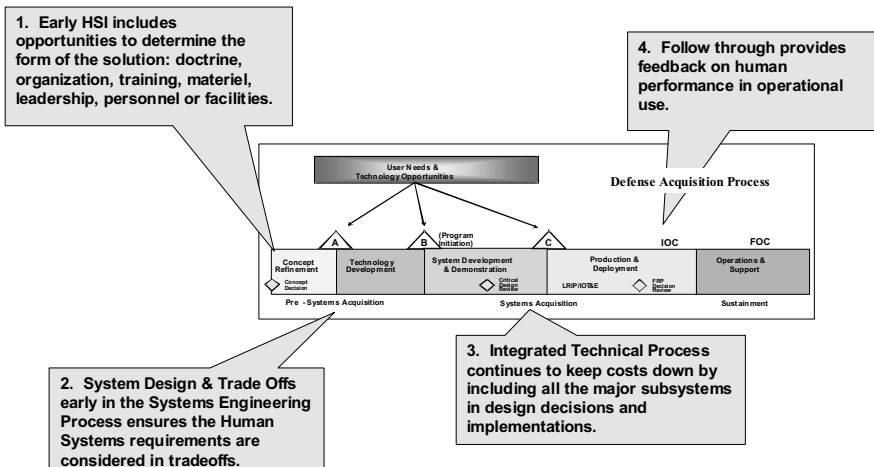 1. Early HSI includes
opportunities to determine the
form of the solution: doctrine,
organization, training, materiel,
leadership, personnel or facilities.
4. Follow through provides
feedback on human
performance in operational
use.
User Needs &
Technology Opportunities
Defense Acquisition Process
A
B
(Program
Initiation)
C
IOC
FOC
Concept
Refinement
Technology
Development
System Development
& Demonstration
Production &
Deployment
Operations &
Support
Concept
Decision
Critical
Design
Review
LRIP/IOT&E
FRP
Decision
Review
Pre - Systems Acquisition
Systems Acquisition
Sustainment
2. System Design & Trade Offs
early in the Systems Engineering
Process ensures the Human
Systems requirements are
considered in tradeoffs.
3. Integrated Technical Process
continues to keep costs down by
including all the major subsystems
in design decisions and
implementations.